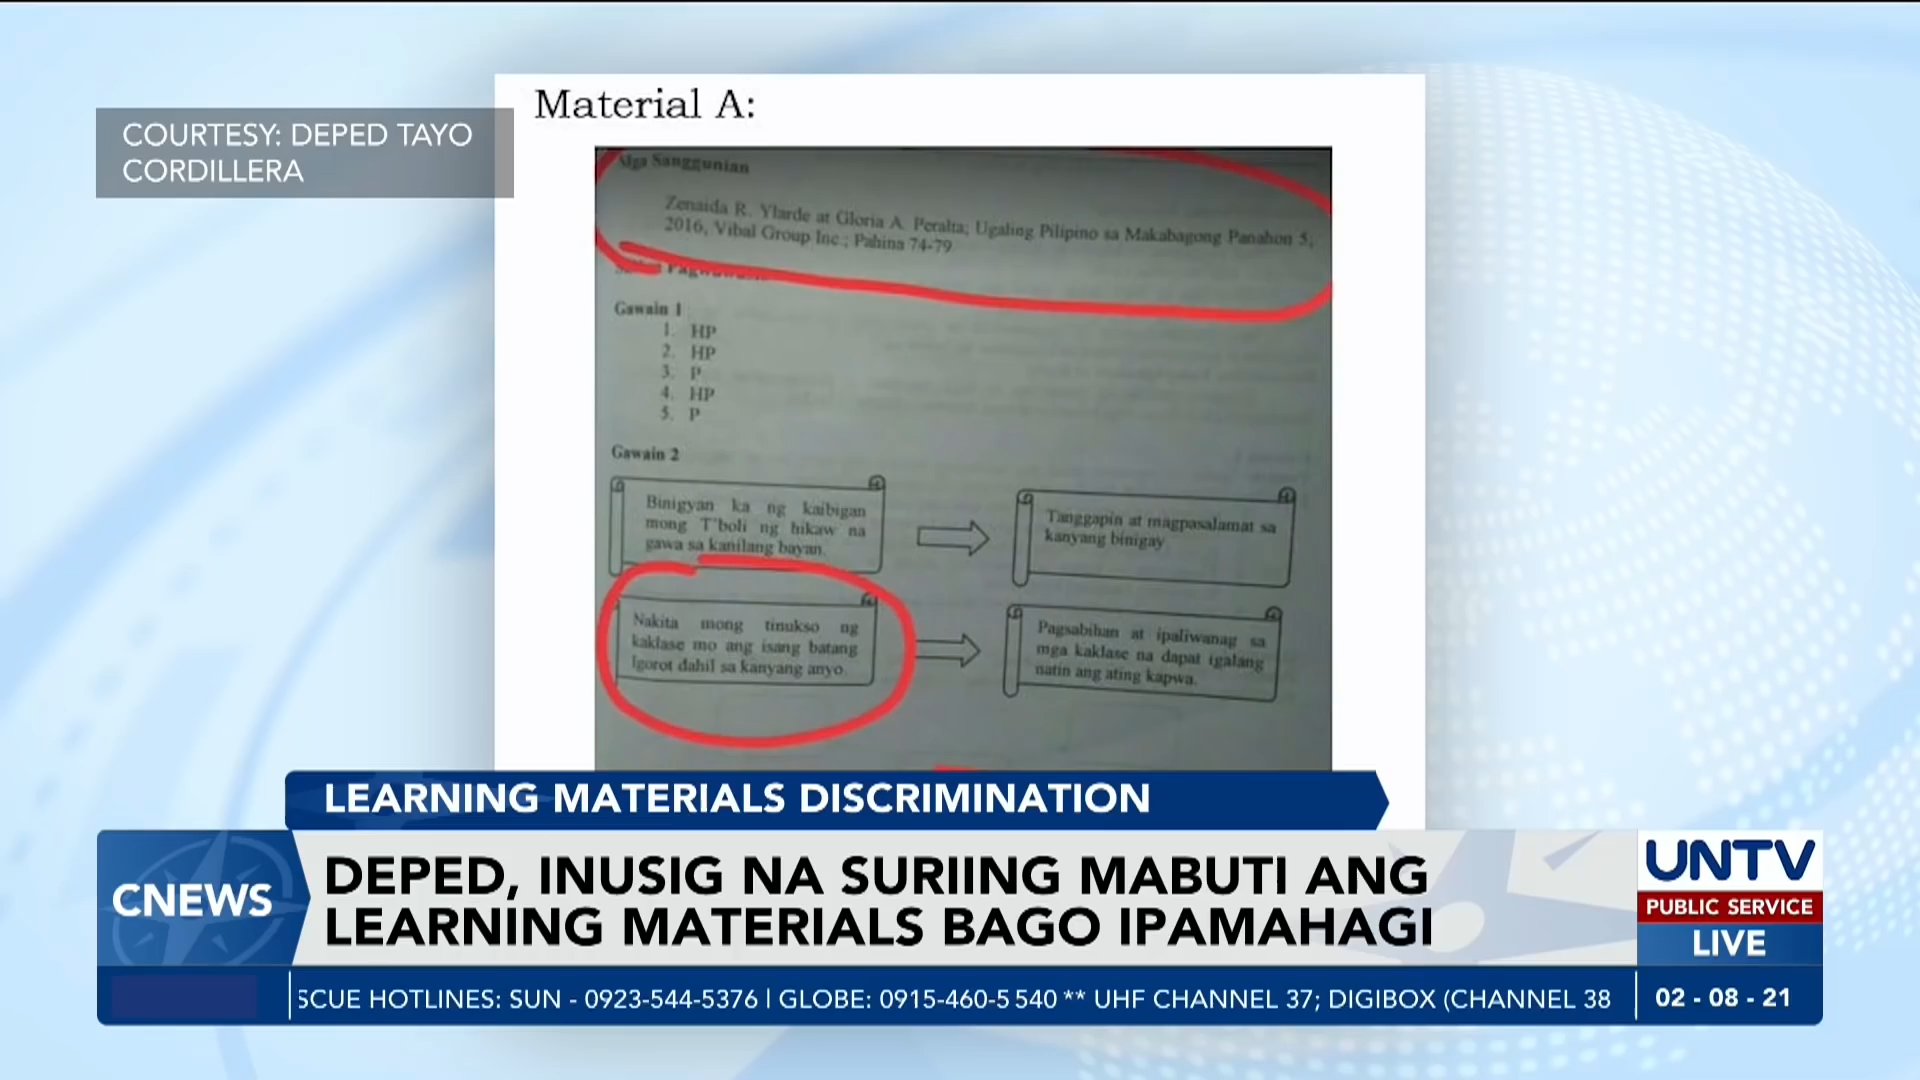 Material A:
COURTESY: DEPED TAYO
CORDILLERA
Mga Sanggunian
Zenaida R. Ylarde at Gloria A. Peralta; Ugaling Pilipino sa Makabagong Panahon 5,
2016, Vibal Group Inc.; Pahina 74-79
Gawain 1
1. HP
2. HP
3. P
4. HP
5. P
Gawain 2
Binigyan ka ng kaibigan
mong T'boli ng hikaw na
gawa sa kanilang bayan.
Tanggapin at magpasalamat sa
kanyang binigay
Nakita mong tinukso ng
kaklase mo ang isang batang
Igorot dahil sa kanyang anyo.
Pagsabihan at ipaliwanag sa
mga kaklase na dapat igalang
natin ang ating kapwa.
LEARNING MATERIALS DISCRIMINATION
CNEWS
DEPED, INUSIG NA SURIING MABUTI ANG
LEARNING MATERIALS BAGO IPAMAHAGI
UNTV
PUBLIC SERVICE
LIVE
SCUE HOTLINES: SUN - 0923-544-5376 | GLOBE: 0915-460-5540 ** UHF CHANNEL 37; DIGIBOX (CHANNEL 38
02 - 08 - 21